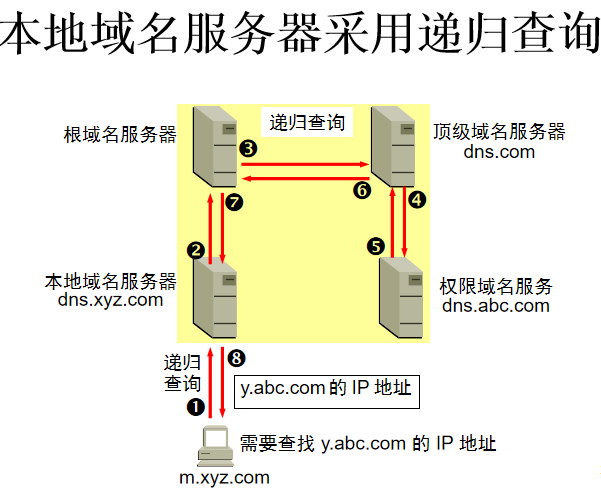 本地域名服务器采用递归查询
递归查询
根域名服务器
顶级域名服务器
dns.com
❸
❻
❼
❹
❷
❺
本地域名服务器
dns.xyz.com
权限域名服务
dns.abc.com
递归
查询
❽
y.abc.com 的 IP 地址
❶
需要查找 y.abc.com 的 IP 地址
m.xyz.com